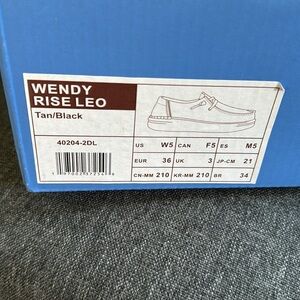 WENDY
RISE LEO
Tan/Black
40204-2DL
US W5 CAN F5 ES M5
EUR 36 UK 3 JP-CM 21
CN-MM 210 KR-MM 210 BR 34